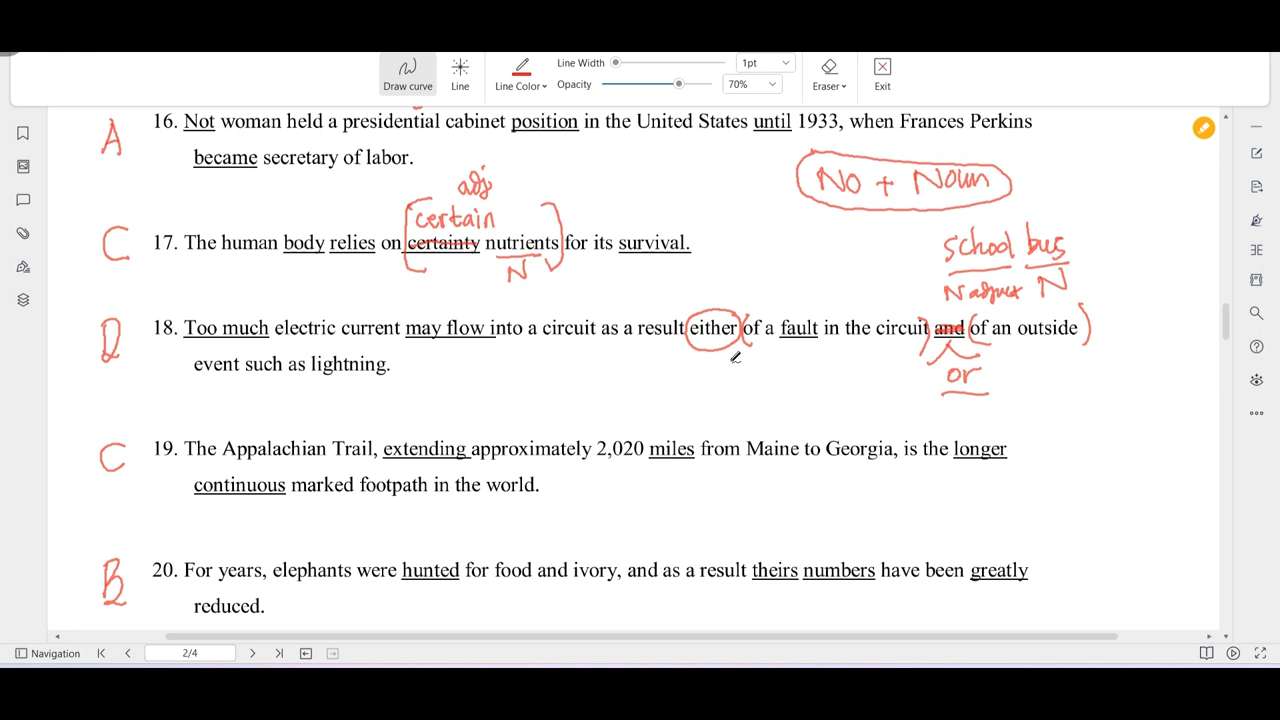 Draw curve
Line
Line Color
Line Width
1pt
Opacity
70%
Eraser
Exit
A
16. Not woman held a presidential cabinet position in the United States until 1933, when Frances Perkins
became secretary of labor.
No + Noun
adj
certain
C
17. The human body relies on certainty nutrients for its survival.
N
school bus
N
D
18. Too much electric current may flow into a circuit as a result either of a fault in the circuit and of an outside
or
event such as lightning.
C
19. The Appalachian Trail, extending approximately 2,020 miles from Maine to Georgia, is the longer
continuous marked footpath in the world.
B
20. For years, elephants were hunted for food and ivory, and as a result theirs numbers have been greatly
reduced.
Navigation
2/4